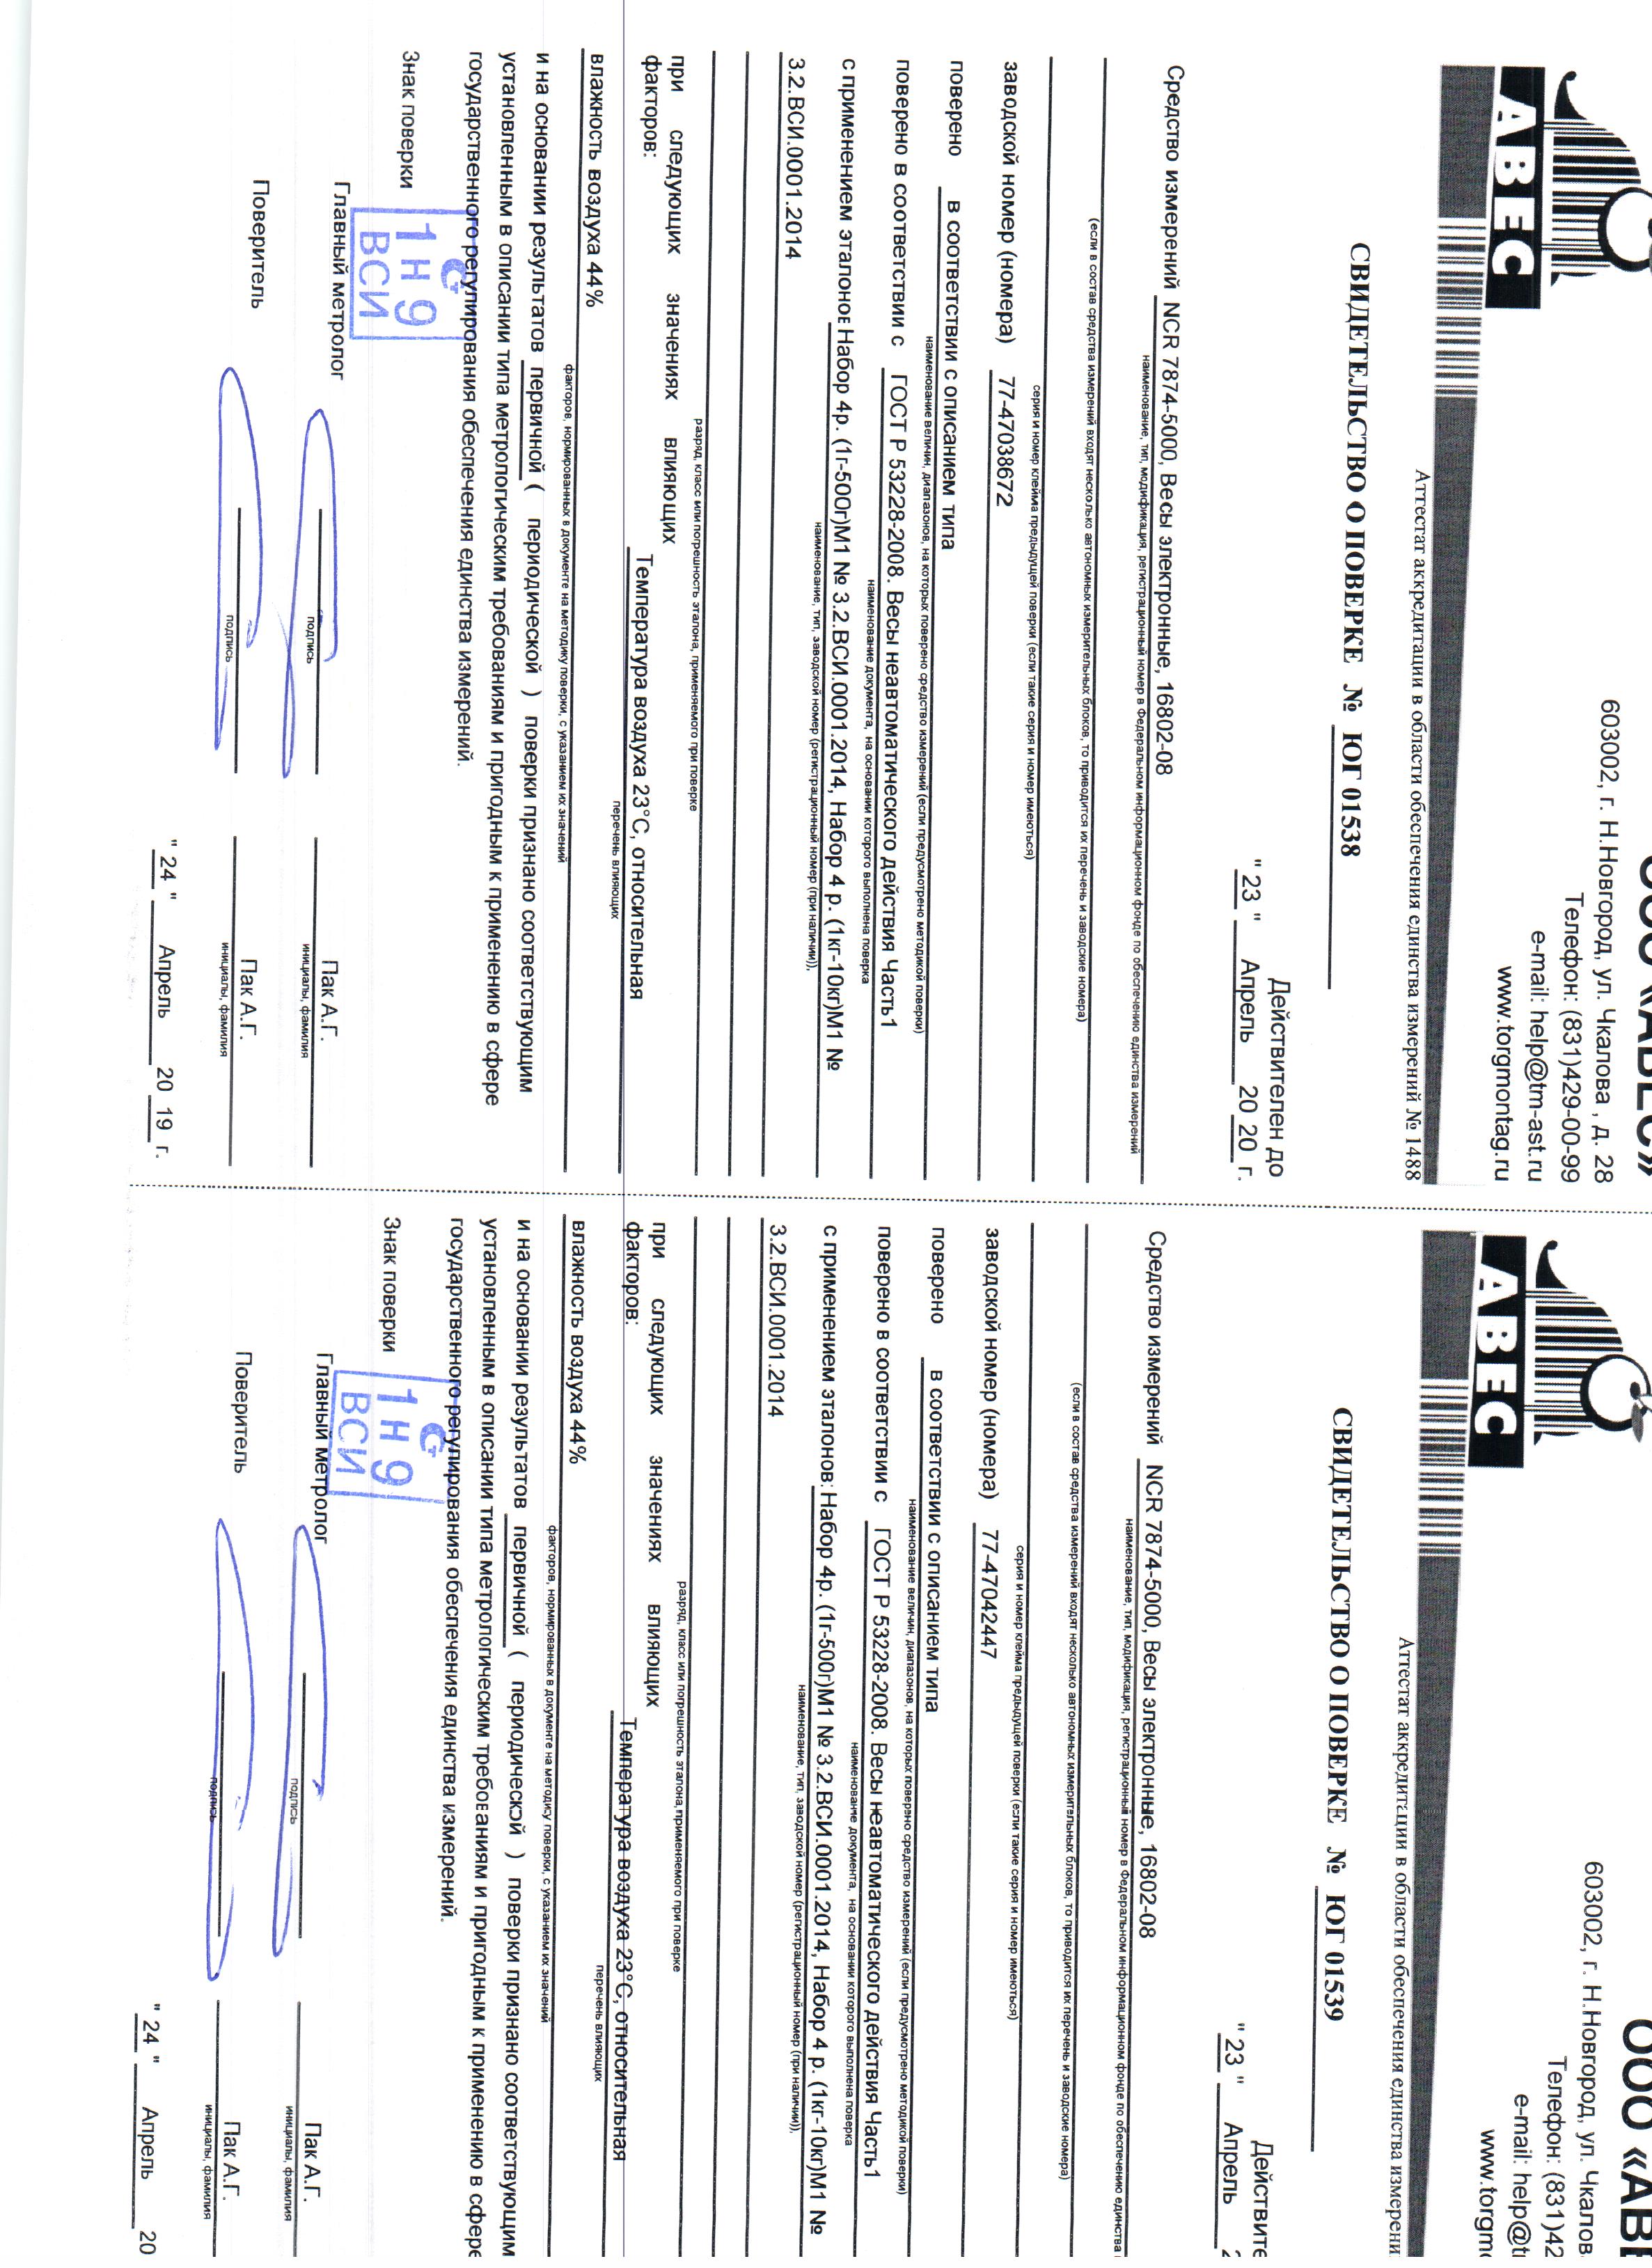 ООО «АВЕС»
603002, г. Н.Новгород, ул. Чкалова , д. 28
Телефон: (831)429-00-99
e-mail: help@tm-ast.ru
www.torgmontag.ru
АВЕС
Аттестат аккредитации в области обеспечения единства измерений № 1488
СВИДЕТЕЛЬСТВО О ПОВЕРКЕ № ЮГ 01538
Действителен до
" 23 " Апрель 20 20 г.
Средство измерений NCR 7874-5000, Весы электронные, 16802-08
наименование, тип, модификация, регистрационный номер в Федеральном информационном фонде по обеспечению единства измерений
(если в состав средства измерений входят несколько автономных измерительных блоков, то приводится их перечень и заводские номера)
серия и номер клейма предыдущей поверки (если такие серия и номер имеються)
заводской номер (номера) 77-47038672
поверено в соответствии с описанием типа
наименование величин, диапазонов, на которых поверено средство измерений (если предусмотрено методикой поверки)
поверено в соответствии с ГОСТ Р 53228-2008. Весы неавтоматического действия Часть1
наименование документа, на основании которого выполнена поверка
с применением эталонов Набор 4р. (1г-500г)М1 № 3.2.ВСИ.0001.2014, Набор 4 р. (1кг-10кг)М1 №
наименование, тип, заводской номер (регистрационный номер (при наличии)),
3.2.ВСИ.0001.2014
разряд, класс или погрешность эталона, применяемого при поверке
при следующих значениях влияющих
факторов: Температура воздуха 23°С, относительная
перечень влияющих
влажность воздуха 44%
факторов, нормированных в документе на методику поверки, с указанием их значений
и на основании результатов первичной ( периодической ) поверки признано соответствующим
установленным в описании типа метрологическим требованиям и пригодным к применению в сфере
государственного регулирования обеспечения единства измерений.
1 Н 9
ВСИ
Знак поверки
Главный метролог Пак А.Г.
подпись инициалы, фамилия
Поверитель Пак А.Г.
подпись инициалы, фамилия
" 24 " Апрель 20 19 г.
ООО «АВЕ
603002, г. Н.Новгород, ул. Чкалов
Телефон: (831)42
e-mail: help@t
www.torgm
АВЕС
Аттестат аккредитации в области обеспечения единства измерени
СВИДЕТЕЛЬСТВО О ПОВЕРКЕ № ЮГ 01539
Действите
" 23 " Апрель 2
Средство измерений NCR 7874-5000, Весы электронные, 16802-08
наименование, тип, модификация, регистрационный номер в Федеральном информационном фонде по обеспечению единства
(если в состав средства измерений входят несколько автономных измерительных блоков, то приводится их перечень и заводские номера)
серия и номер клейма предыдущей поверки (если такие серия и номер имеються)
заводской номер (номера) 77-47042447
поверено в соответствии с описанием типа
наименование величин, диапазонов, на которых поверено средство измерений (если предусмотрено методикой поверки)
поверено в соответствии с ГОСТ Р 53228-2008. Весы неавтоматического действия Часть1
наименование документа, на основании которого выполнена поверка
с применением эталонов: Набор 4р. (1г-500г)М1 № 3.2.ВСИ.0001.2014, Набор 4 р. (1кг-10кг)М1 №
наименование, тип, заводской номер (регистрационный номер (при наличии)),
3.2.ВСИ.0001.2014
разряд, класс или погрешность эталона, применяемого при поверке
при следующих значениях влияющих
факторов: Температура воздуха 23°С, относительная
перечень влияющих
влажность воздуха 44%
факторов, нормированных в документе на методику поверки, с указанием их значений
и на основании результатов первичной ( периодической ) поверки признано соответствующим
установленным в описании типа метрологическим требованиям и пригодным к применению в сфере
государственного регулирования обеспечения единства измерений.
1 Н 9
ВСИ
Знак поверки
Главный метролог Пак А.Г.
подпись инициалы, фамилия
Поверитель Пак А.Г.
подпись инициалы, фамилия
" 24 " Апрель 20